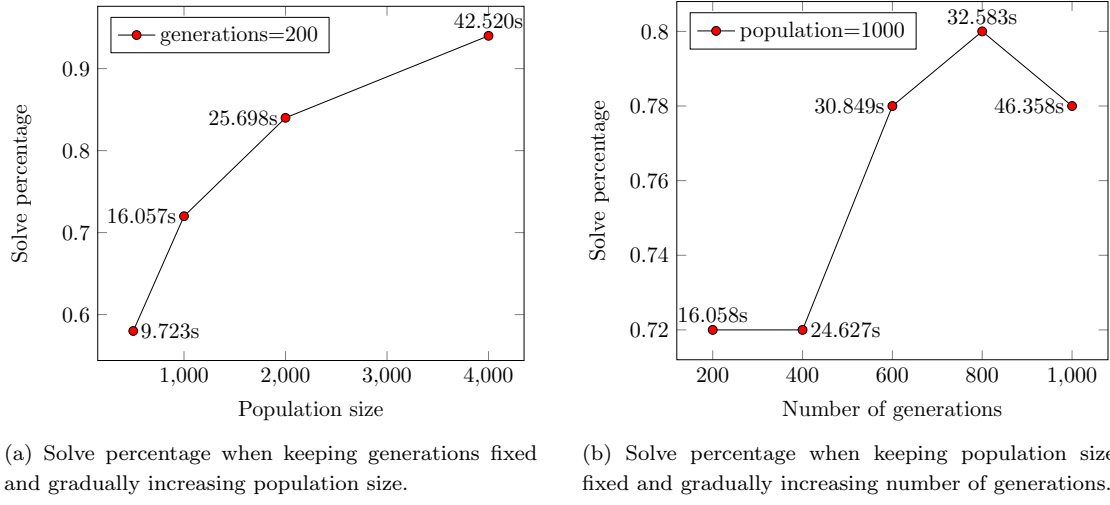 42.520s
generations=200
0.9
25.698s
0.8
16.057s
0.7
0.6
9.723s
Solve percentage
1,000 2,000 3,000 4,000
Population size
(a) Solve percentage when keeping generations fixed
and gradually increasing population size.
32.583s
population=1000
0.8
30.849s
46.358s
0.78
0.76
0.74
16.058s
0.72
24.627s
Solve percentage
200 400 600 800 1,000
Number of generations
(b) Solve percentage when keeping population size
fixed and gradually increasing number of generations.